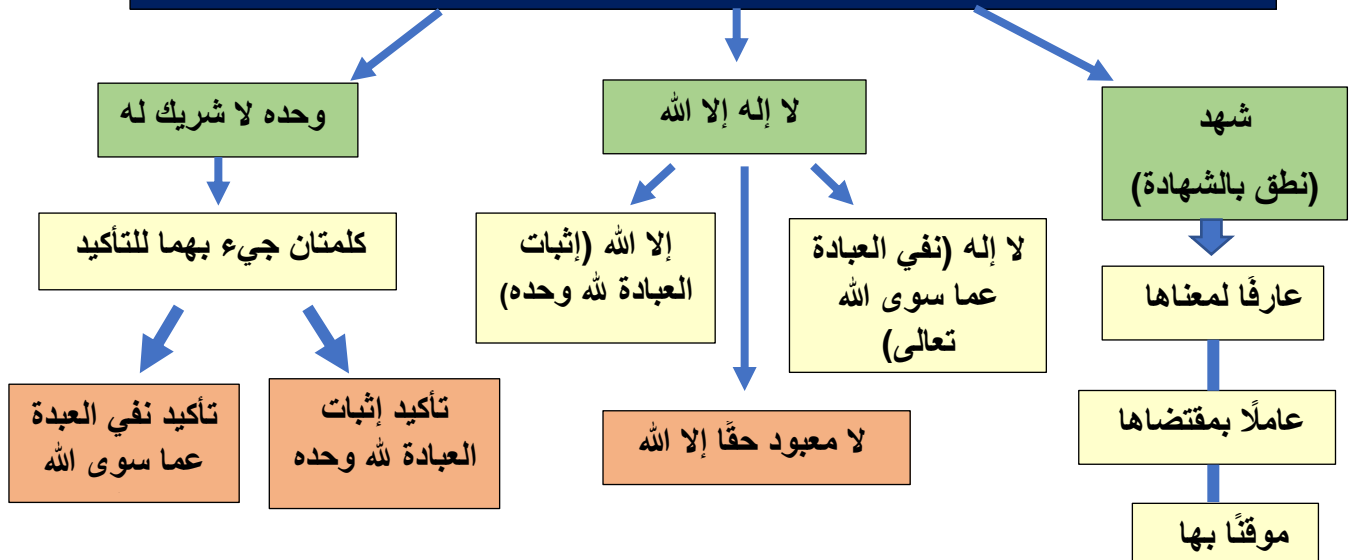 شهد
(نطق بالشهادة)
عارفًا لمعناها
عاملًا بمقتضاها
موقنًا بها
لا إله إلا الله
لا إله (نفي العبادة
عما سوى الله
تعالى)
إلا الله (إثبات
العبادة لله وحده)
لا معبود حقًا إلا الله
وحده لا شريك له
كلمتان جيء بهما للتأكيد
تأكيد إثبات
العبادة لله وحده
تأكيد نفي العبدة
عما سوى الله